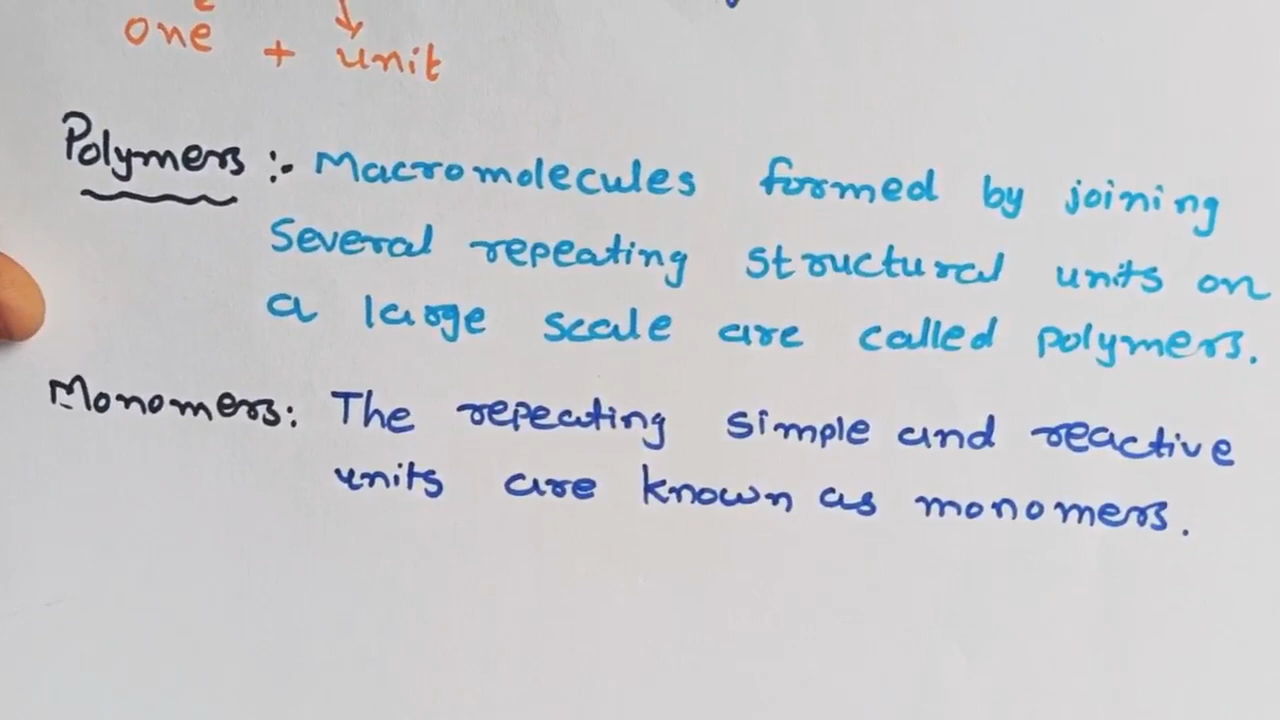 one + unit
Polymers :- Macromolecules formed by joining
Several repeating structural units on
a large scale are called polymers.
Monomers: The repeating simple and reactive
units are known as monomers.